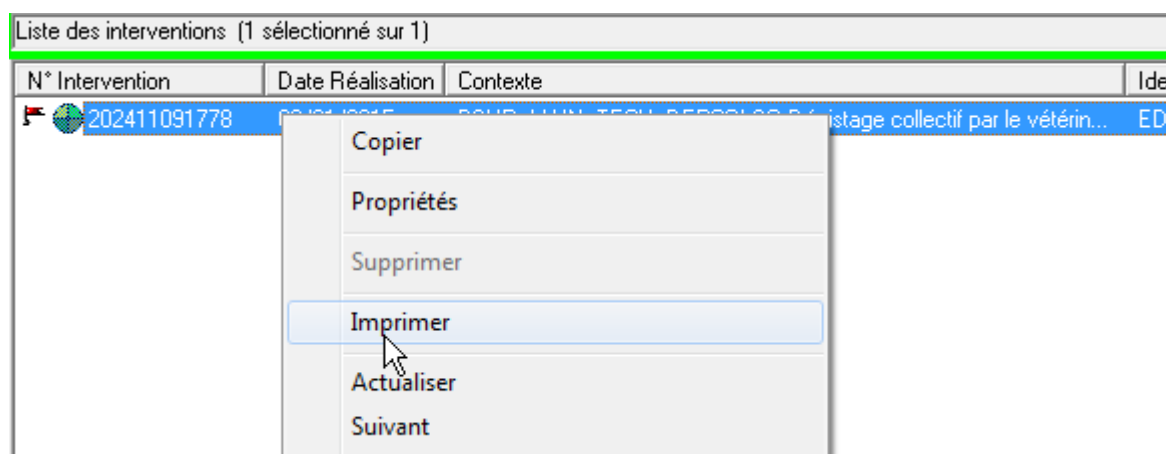 Liste des interventions (1 sélectionné sur 1)
N° Intervention Date Réalisation Contexte Ide
202411091778 istage collectif par le vétérin... ED
Copier
Propriétés
Supprimer
Imprimer
Actualiser
Suivant